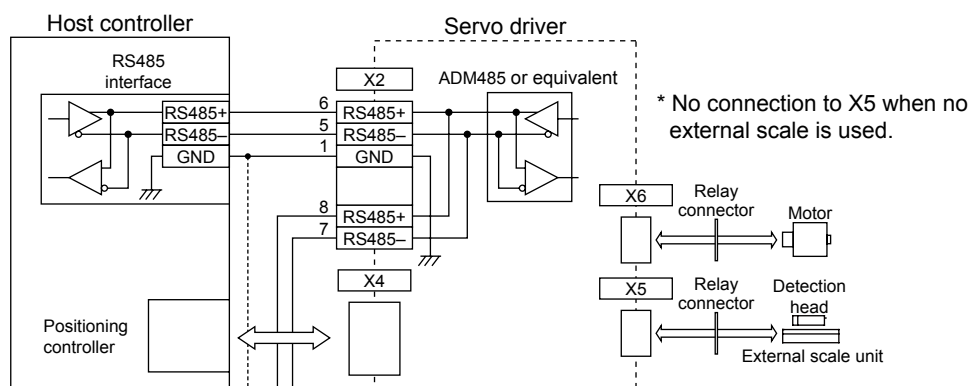 Host controller
Servo driver
RS485
interface
X2
ADM485 or equivalent
RS485+
RS485–
GND
6
5
1
RS485+
RS485–
GND
8
7
RS485+
RS485–
* No connection to X5 when no
external scale is used.
X6
Relay
connector
Motor
X4
X5
Relay
connector
Detection
head
External scale unit
Positioning
controller